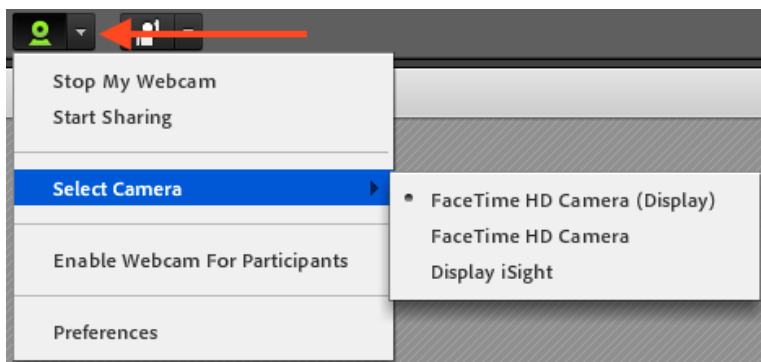 Stop My Webcam
Start Sharing
Select Camera
FaceTime HD Camera (Display)
FaceTime HD Camera
Display iSight
Enable Webcam For Participants
Preferences